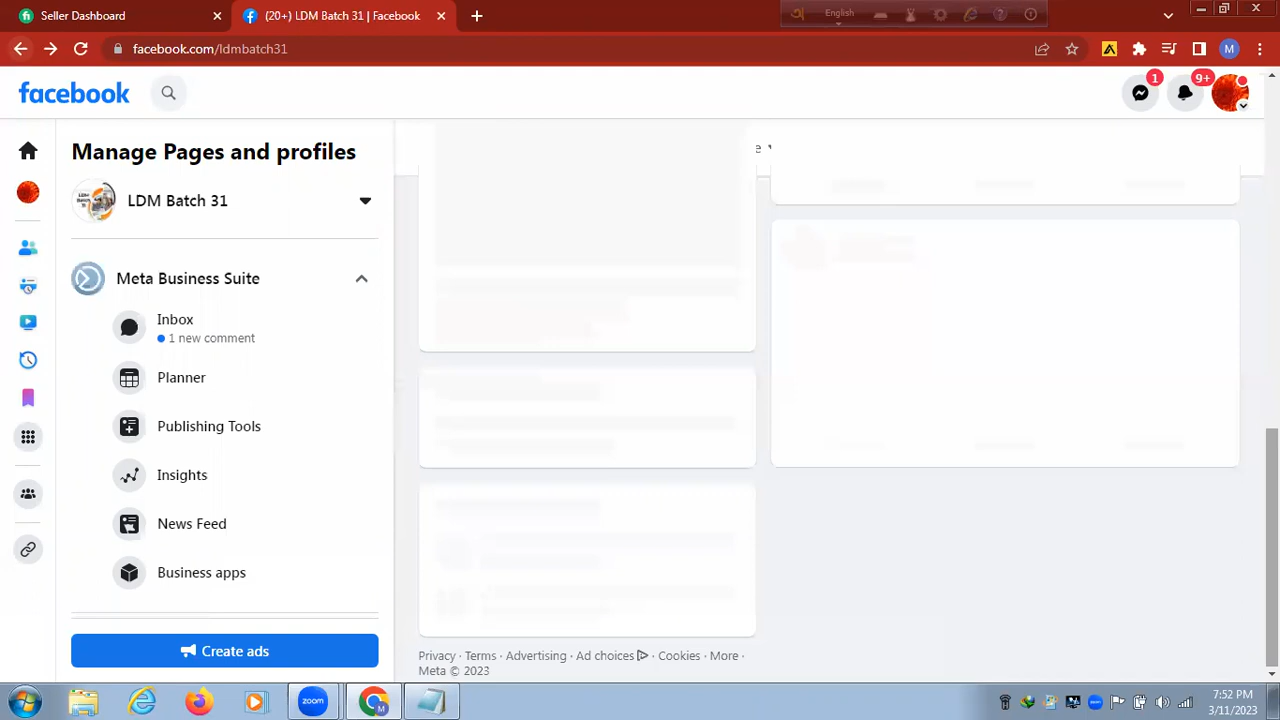 Seller Dashboard
(20+) LDM Batch 31 | Facebook
English
facebook.com/ldmbatch31
M
facebook
1
9+
Manage Pages and profiles
LDM Batch 31
Meta Business Suite
Inbox
1 new comment
Planner
Publishing Tools
Insights
News Feed
Business apps
Create ads
Privacy · Terms · Advertising · Ad choices · Cookies · More ·
Meta © 2023
zoom
7:52 PM
3/11/2023